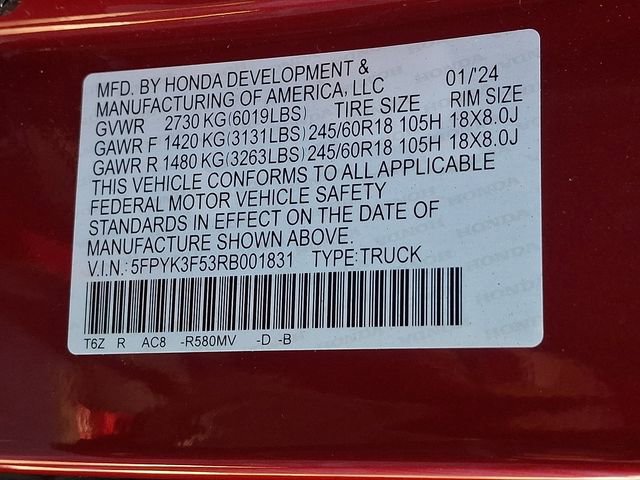 MFD. BY HONDA DEVELOPMENT &
MANUFACTURING OF AMERICA, LLC 01/'24
GVWR 2730 KG(6019LBS) TIRE SIZE RIM SIZE
GAWR F 1420 KG(3131LBS) 245/60R18 105H 18X8.0J
GAWR R 1480 KG(3263LBS) 245/60R18 105H 18X8.0J
THIS VEHICLE CONFORMS TO ALL APPLICABLE
FEDERAL MOTOR VEHICLE SAFETY
STANDARDS IN EFFECT ON THE DATE OF
MANUFACTURE SHOWN ABOVE.
V.I.N.: 5FPYK3F53RB001831 TYPE: TRUCK
T6Z R AC8 -R580MV -D -B